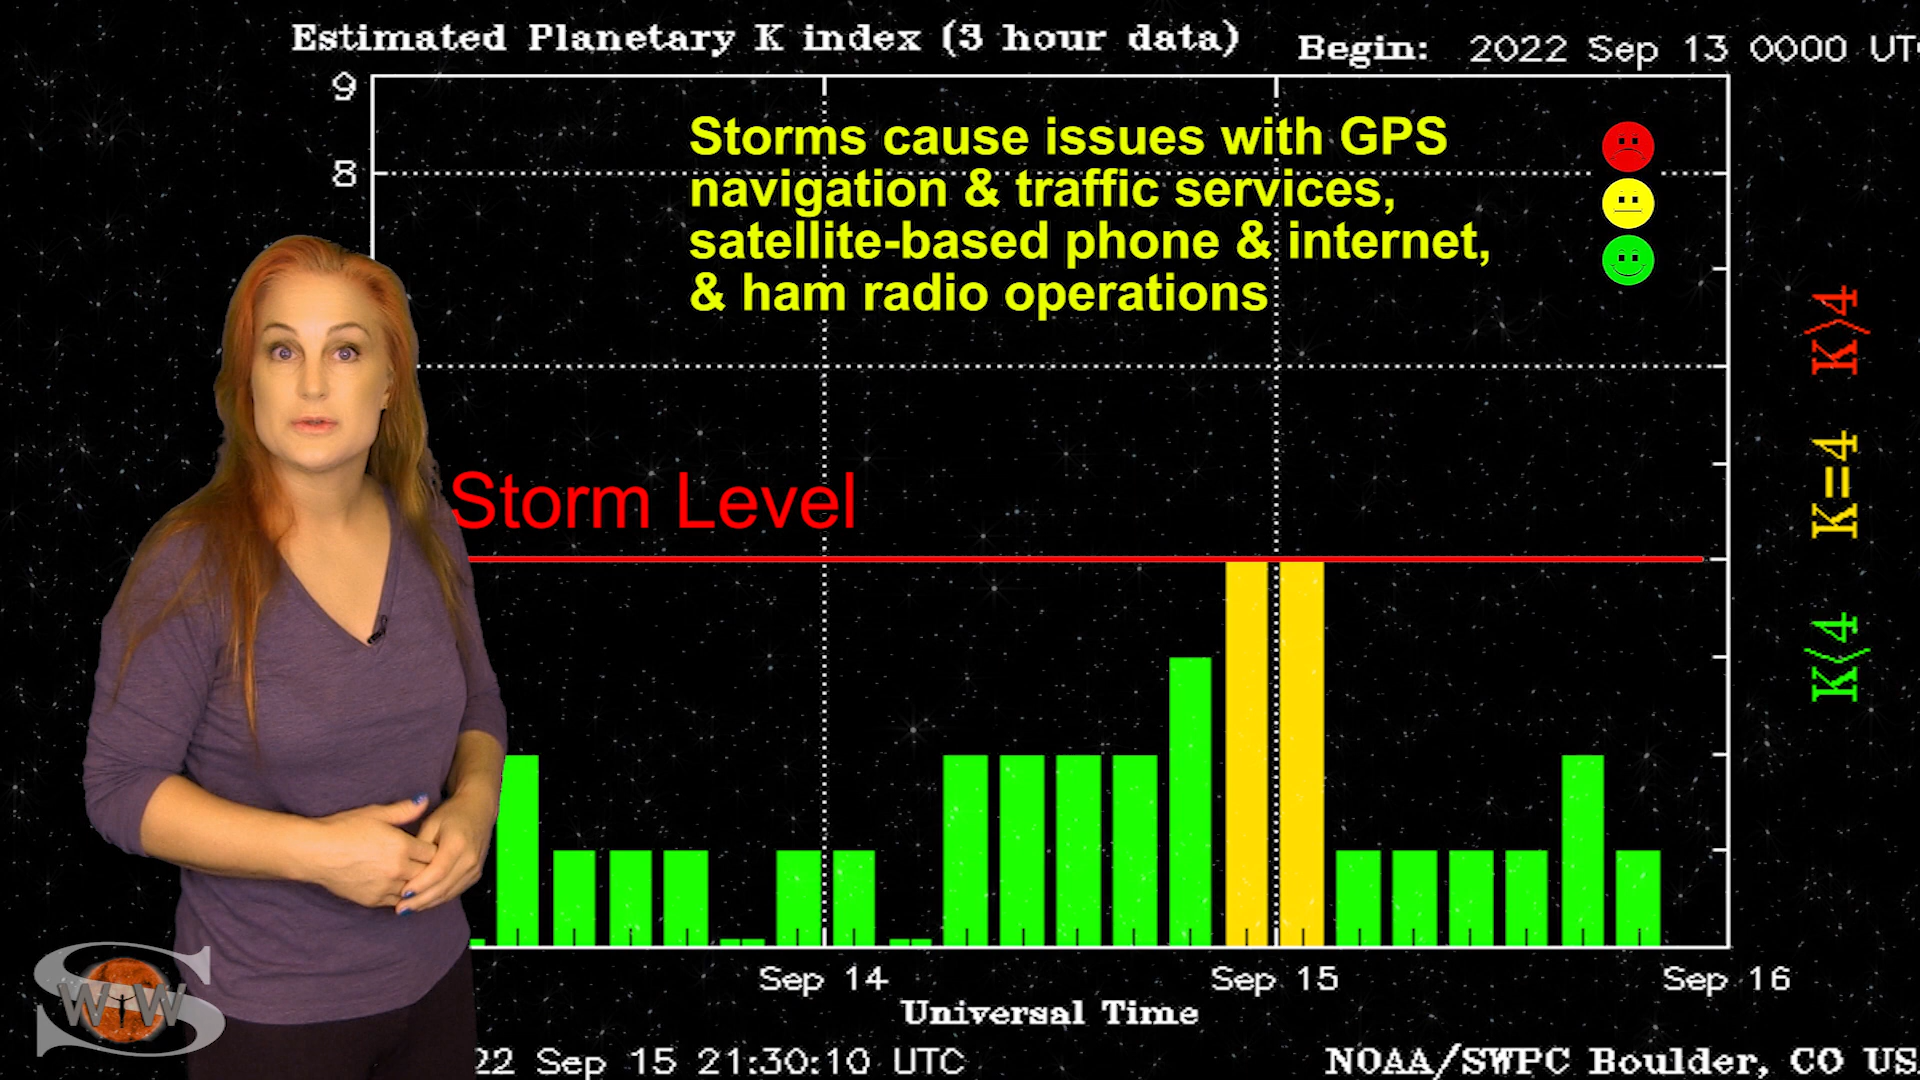 Estimated Planetary K index (3 hour data)
Begin: 2022 Sep 13 0000 UT
9
8
Storms cause issues with GPS
navigation & traffic services,
satellite-based phone & internet,
& ham radio operations
Storm Level
K>4
K=4
K<4
Sep 14
Sep 15
Sep 16
Universal Time
22 Sep 15 21:30:10 UTC
NOAA/SWPC Boulder, CO US
SWxW